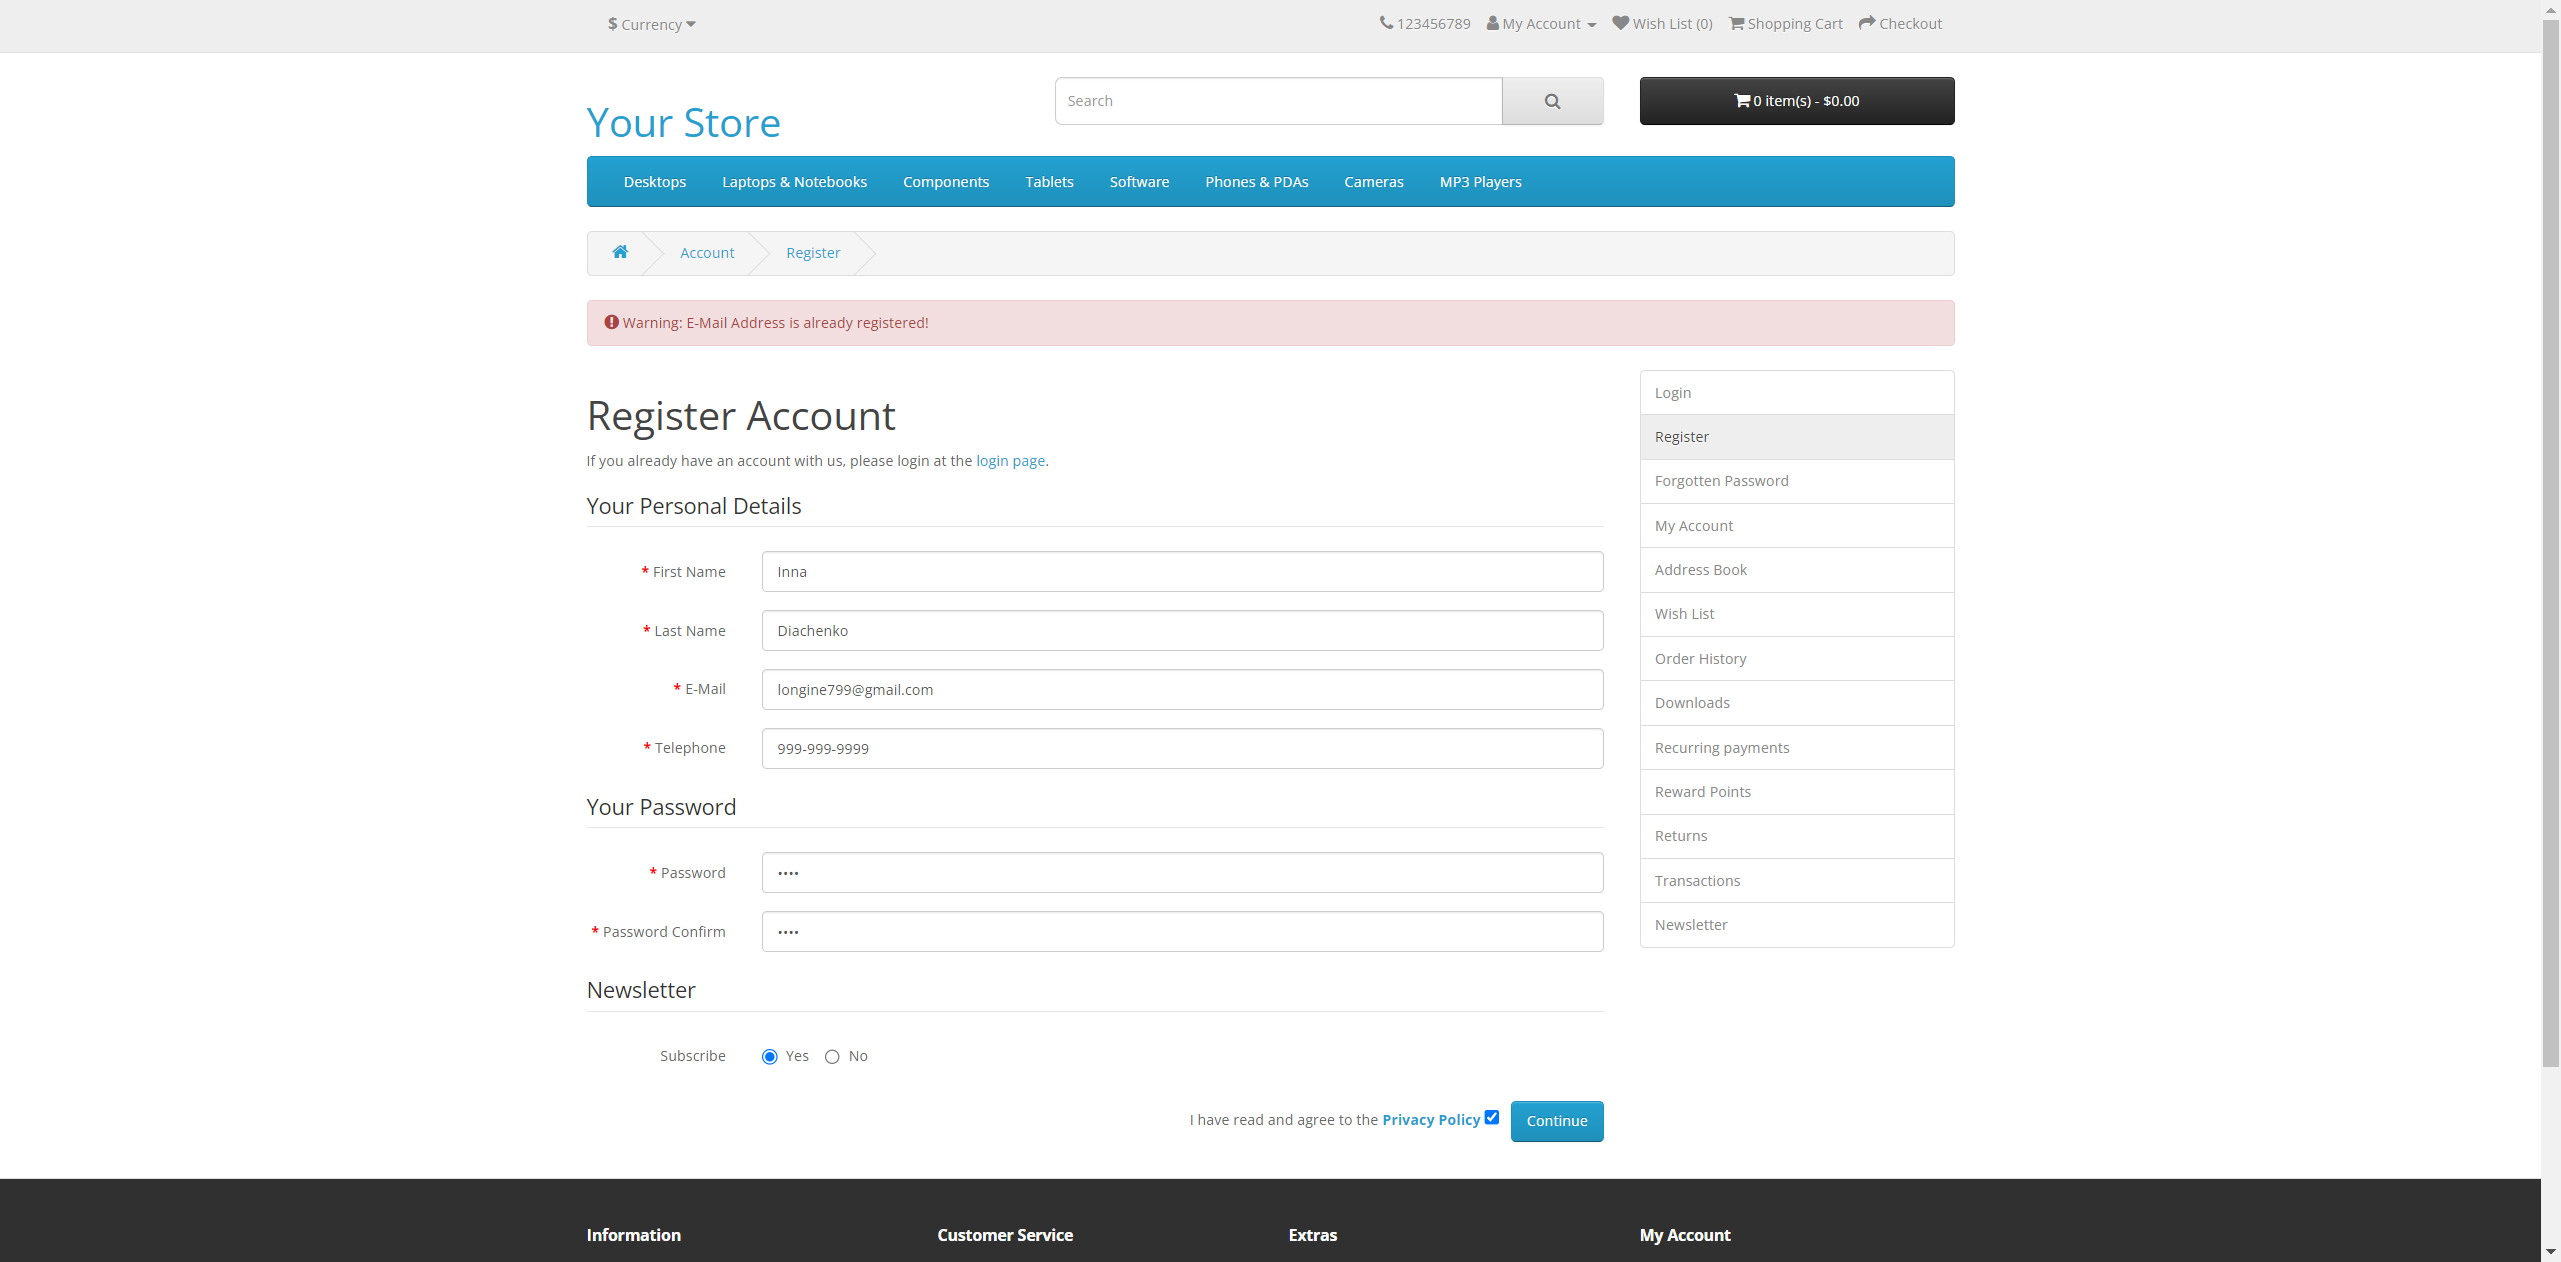 $ Currency
123456789 My Account Wish List (0) Shopping Cart Checkout
Your Store
Search
0 item(s) - $0.00
Desktops Laptops & Notebooks Components Tablets Software Phones & PDAs Cameras MP3 Players
Account Register
Warning: E-Mail Address is already registered!
Register Account
If you already have an account with us, please login at the login page.
Your Personal Details
* First Name Inna
* Last Name Diachenko
* E-Mail longine799@gmail.com
* Telephone 999-999-9999
Your Password
* Password ••••
* Password Confirm ••••
Newsletter
Subscribe Yes No
I have read and agree to the Privacy Policy Continue
Login
Register
Forgotten Password
My Account
Address Book
Wish List
Order History
Downloads
Recurring payments
Reward Points
Returns
Transactions
Newsletter
Information Customer Service Extras My Account